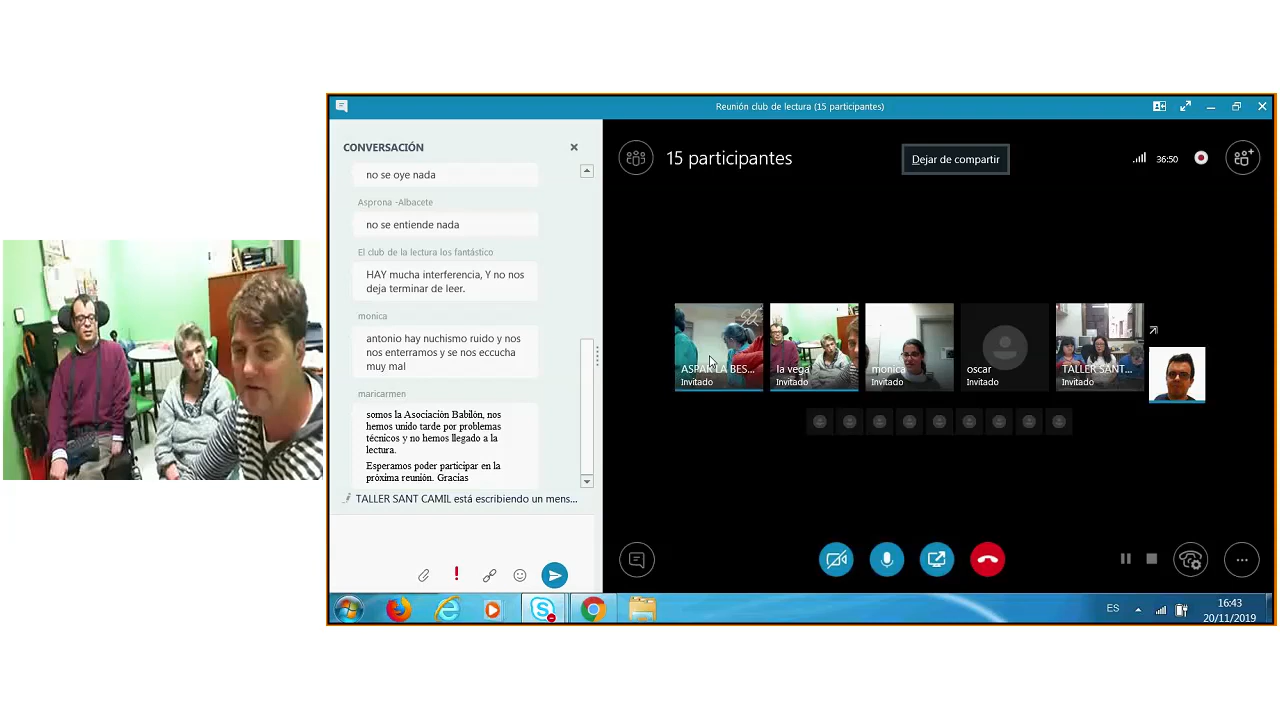 Reunión club de lectura (15 participantes)
CONVERSACIÓN
no se oye nada
Asprona -Albacete
no se entiende nada
El club de la lectura los fantástico
HAY mucha interferencia, Y no nos
deja terminar de leer.
monica
antonio hay nuchismo ruido y nos
nos enterramos y se nos eccucha
muy mal
maricarmen
somos la Asociación Babilón, nos
hemos unido tarde por problemas
técnicos y no hemos llegado a la
lectura.
Esperamos poder participar en la
próxima reunión. Gracias
TALLER SANT CAMIL está escribiendo un mens...
15 participantes
Dejar de compartir
36:50
ASPAR LA BES...
Invitado
la vega
Invitado
monica
Invitado
oscar
Invitado
TALLER SANT...
Invitado
ES
16:43
20/11/2019